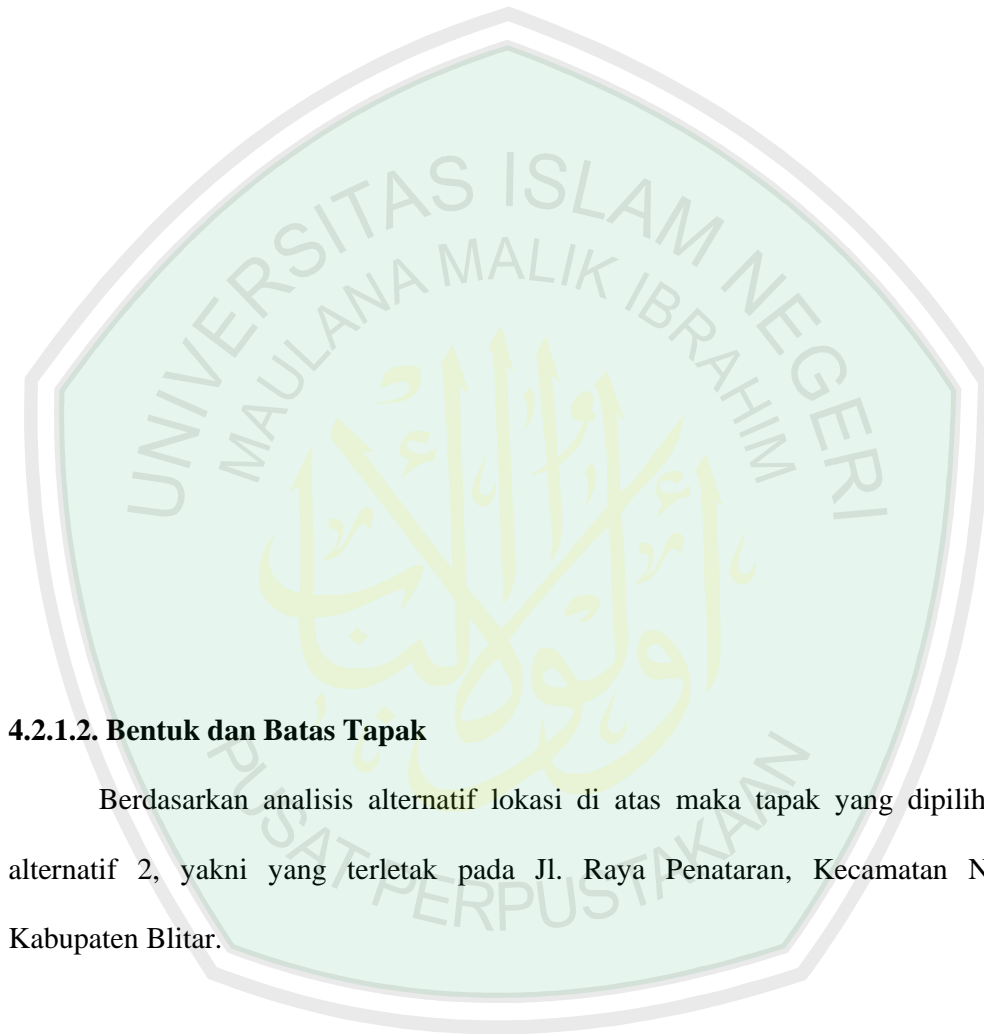 UNIVERSITAS ISLAM NEGERI
MAULANA MALIK IBRAHIM
4.2.1.2. Bentuk dan Batas Tapak
Berdasarkan analisis alternatif lokasi di atas maka tapak yang dipilih
alternatif 2, yakni yang terletak pada Jl. Raya Penataran, Kecamatan N
Kabupaten Blitar.
PUSAT PERPUSTAKAAN